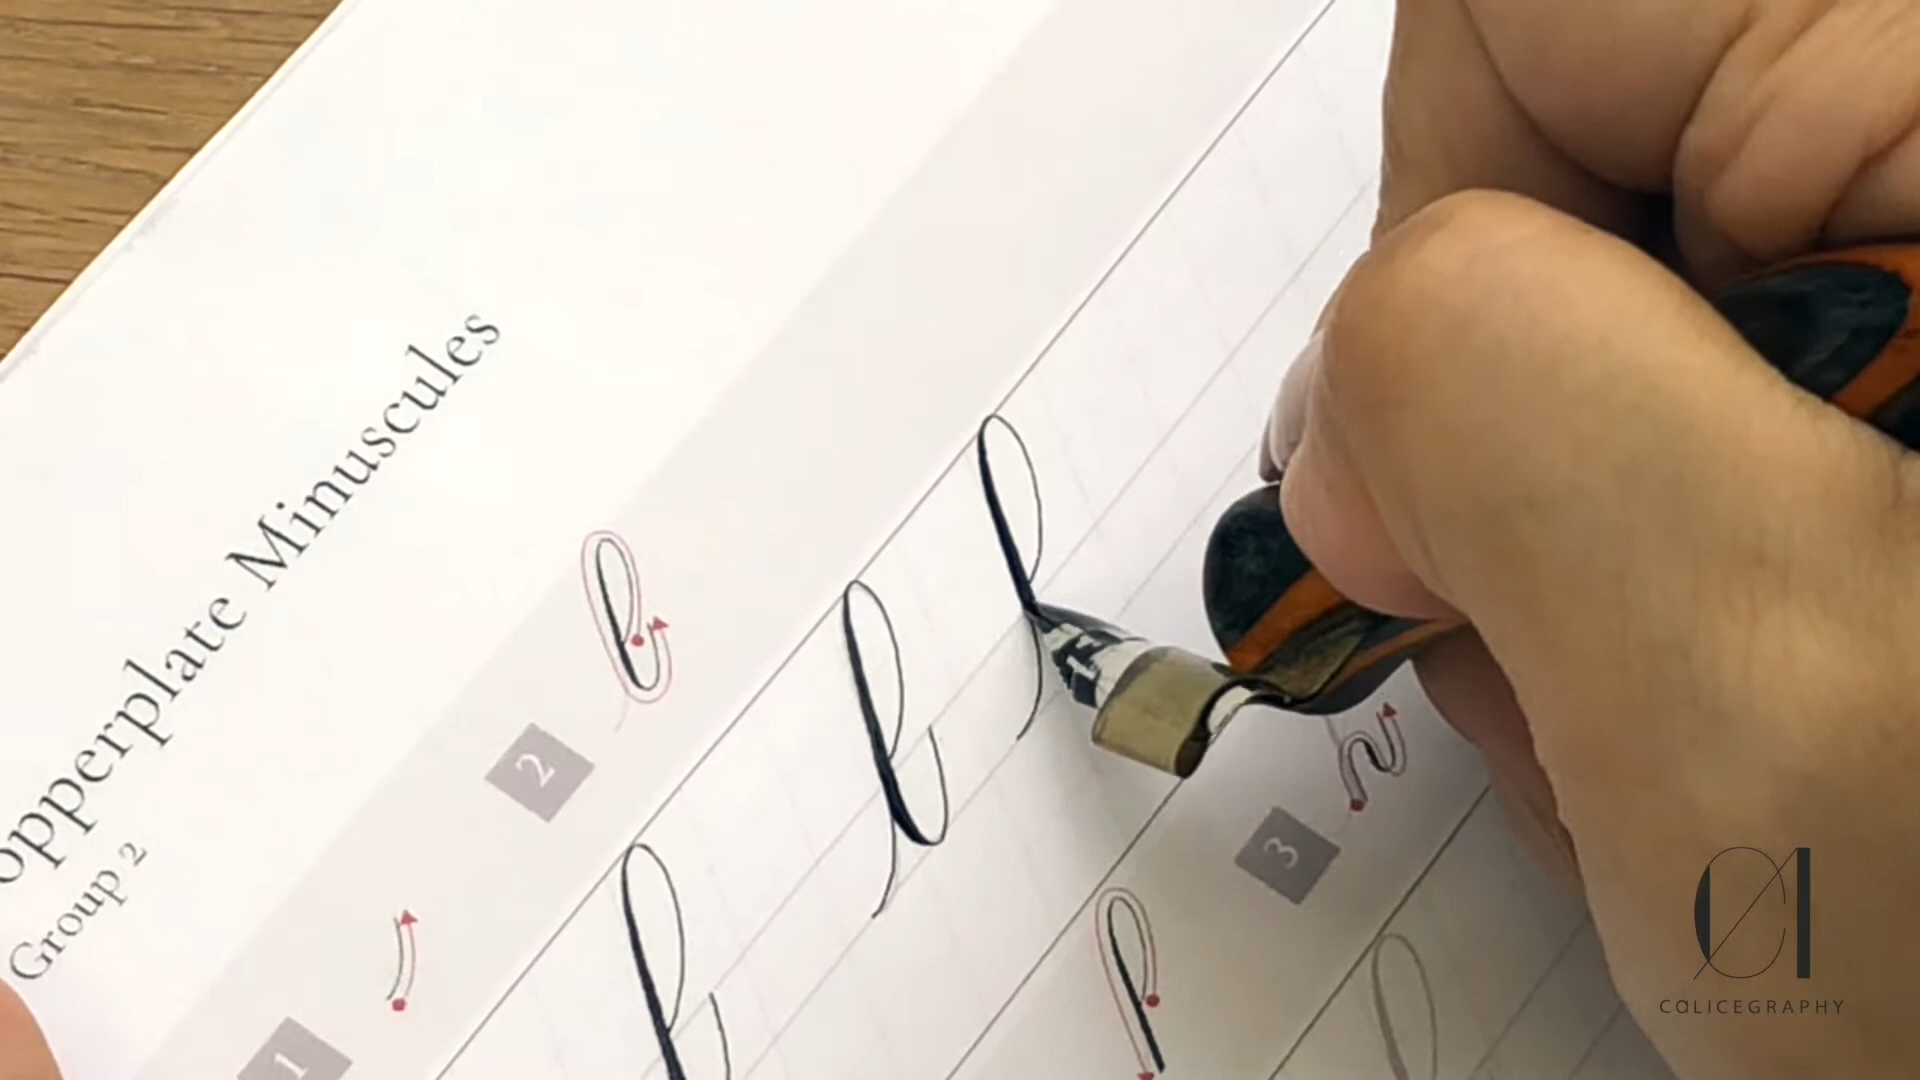 opperplate Minuscules
Group 2
1
2
3
l
l
l
CALICEGRAPHY